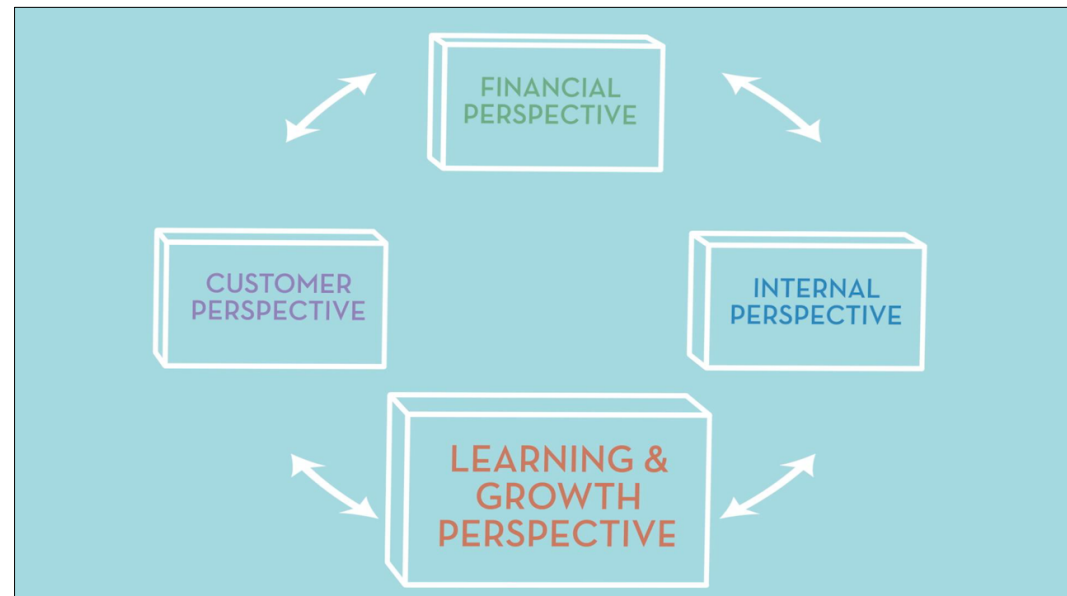 FINANCIAL
PERSPECTIVE
CUSTOMER
PERSPECTIVE
INTERNAL
PERSPECTIVE
LEARNING &
GROWTH
PERSPECTIVE